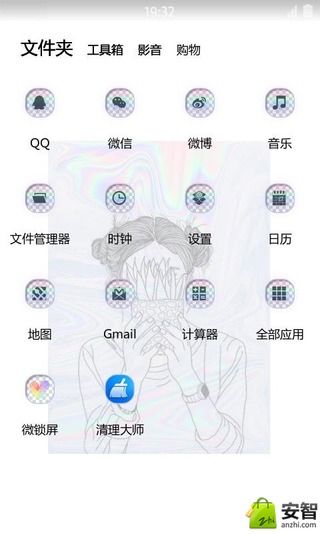 19:32
文件夹 工具箱 影音 购物
QQ 微信 微博 音乐
文件管理器 时钟 设置 日历
地图 Gmail 计算器 全部应用
微锁屏 清理大师
安智
anzhi.com